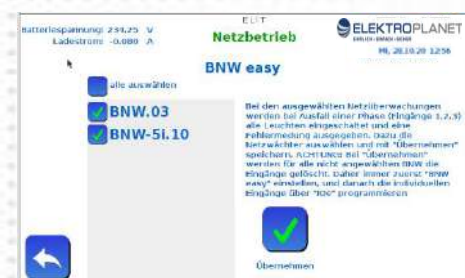 ELIT
Batteriespannung: 234,25 V
Ladestrom: -0,080 A
Netzbetrieb
ELEKTROPLANET
Mi, 28.10.20 12:56
BNW easy
alle auswählen
BNW.03
BNW-5i.10
Bei den ausgewählten Netzüberwachungen
werden bei Ausfall einer Phase (Eingänge 1,2,3)
alle Leuchten eingeschaltet und eine
Fehlermeldung ausgegeben. Dazu die
Netzwächter auswählen und mit "Übernehmen"
speichern. ACHTUNG! Bei "Übernehmen"
werden für alle nicht angewählten BNW die
Eingänge gelöscht. Daher immer zuerst "BNW
easy" einstellen, und danach die individuellen
Eingänge über "IOs" programmieren
Übernehmen